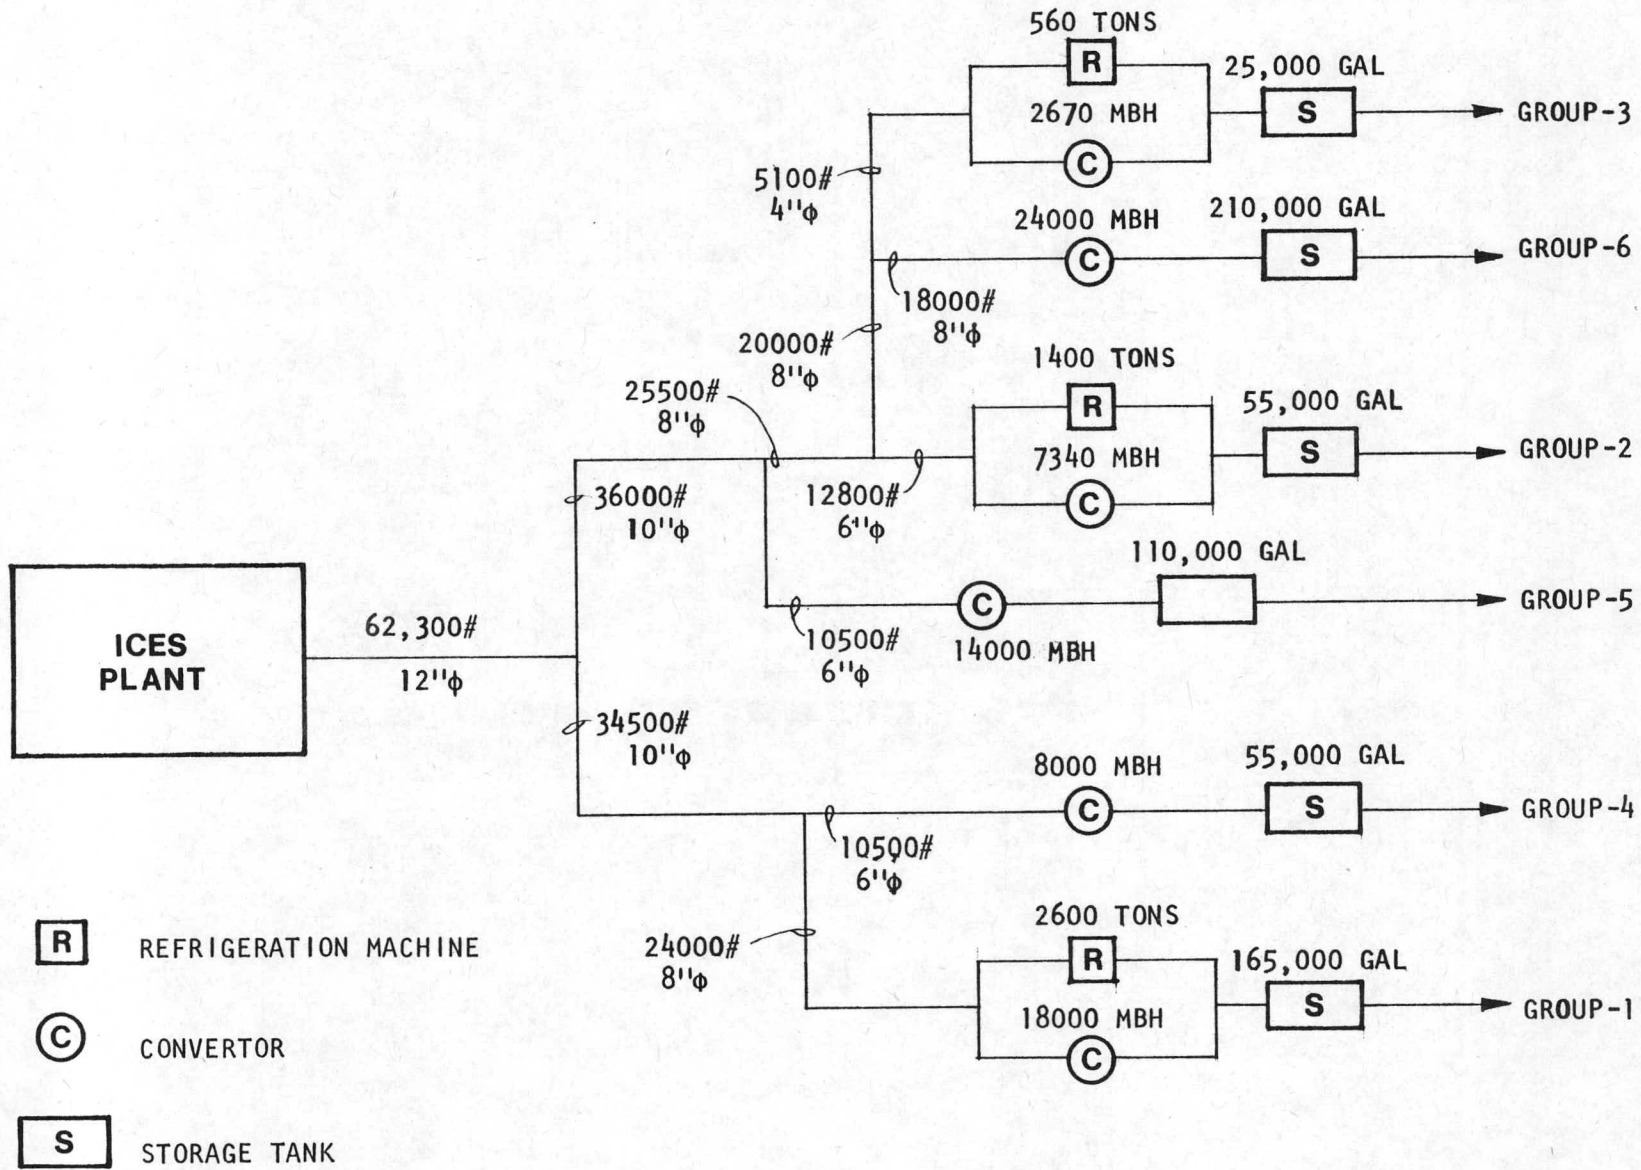 560 TONS
R
25,000 GAL
2670 MBH
S
GROUP-3
C
5100#
4"φ
24000 MBH
210,000 GAL
C
S
GROUP-6
18000#
8"φ
20000#
8"φ
1400 TONS
25500#
8"φ
R
55,000 GAL
7340 MBH
S
GROUP-2
36000#
10"φ
12800#
6"φ
C
110,000 GAL
C
GROUP-5
ICES
PLANT
62,300#
12"φ
10500#
6"φ
14000 MBH
34500#
10"φ
8000 MBH
55,000 GAL
C
S
GROUP-4
10500#
6"φ
2600 TONS
24000#
8"φ
R
165,000 GAL
18000 MBH
S
GROUP-1
C
R REFRIGERATION MACHINE
C CONVERTOR
S STORAGE TANK